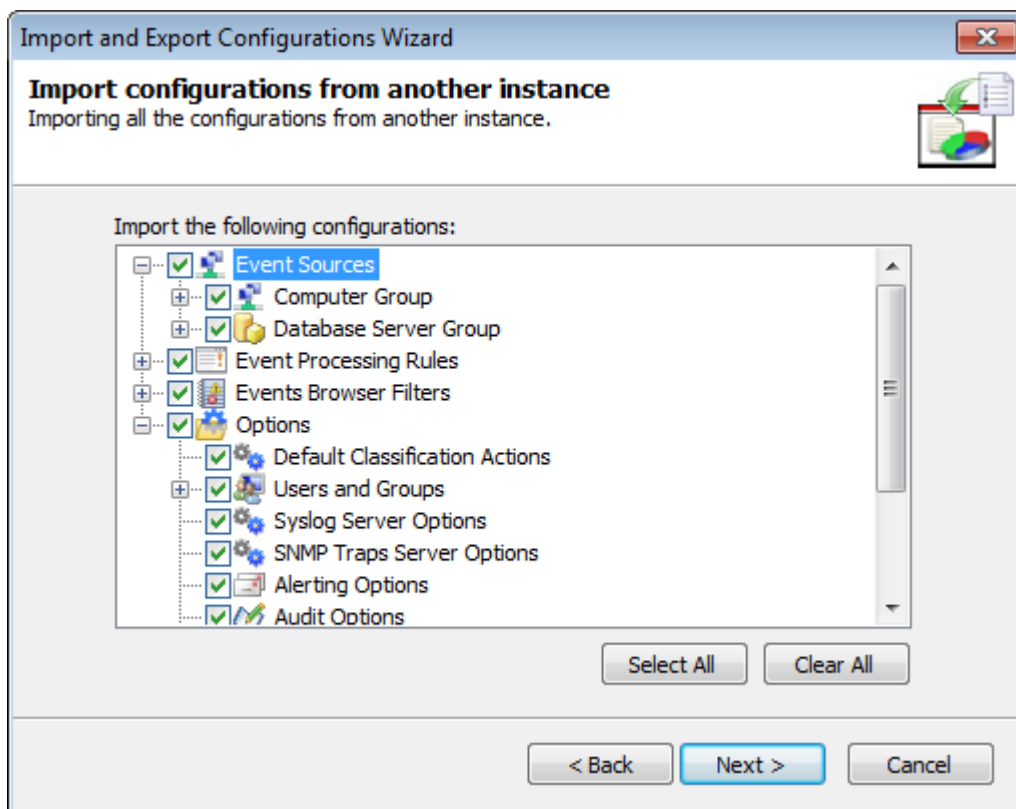 Import and Export Configurations Wizard
Import configurations from another instance
Importing all the configurations from another instance.
Import the following configurations:
Event Sources
Computer Group
Database Server Group
Event Processing Rules
Events Browser Filters
Options
Default Classification Actions
Users and Groups
Syslog Server Options
SNMP Traps Server Options
Alerting Options
Audit Options
Select All Clear All
< Back Next > Cancel